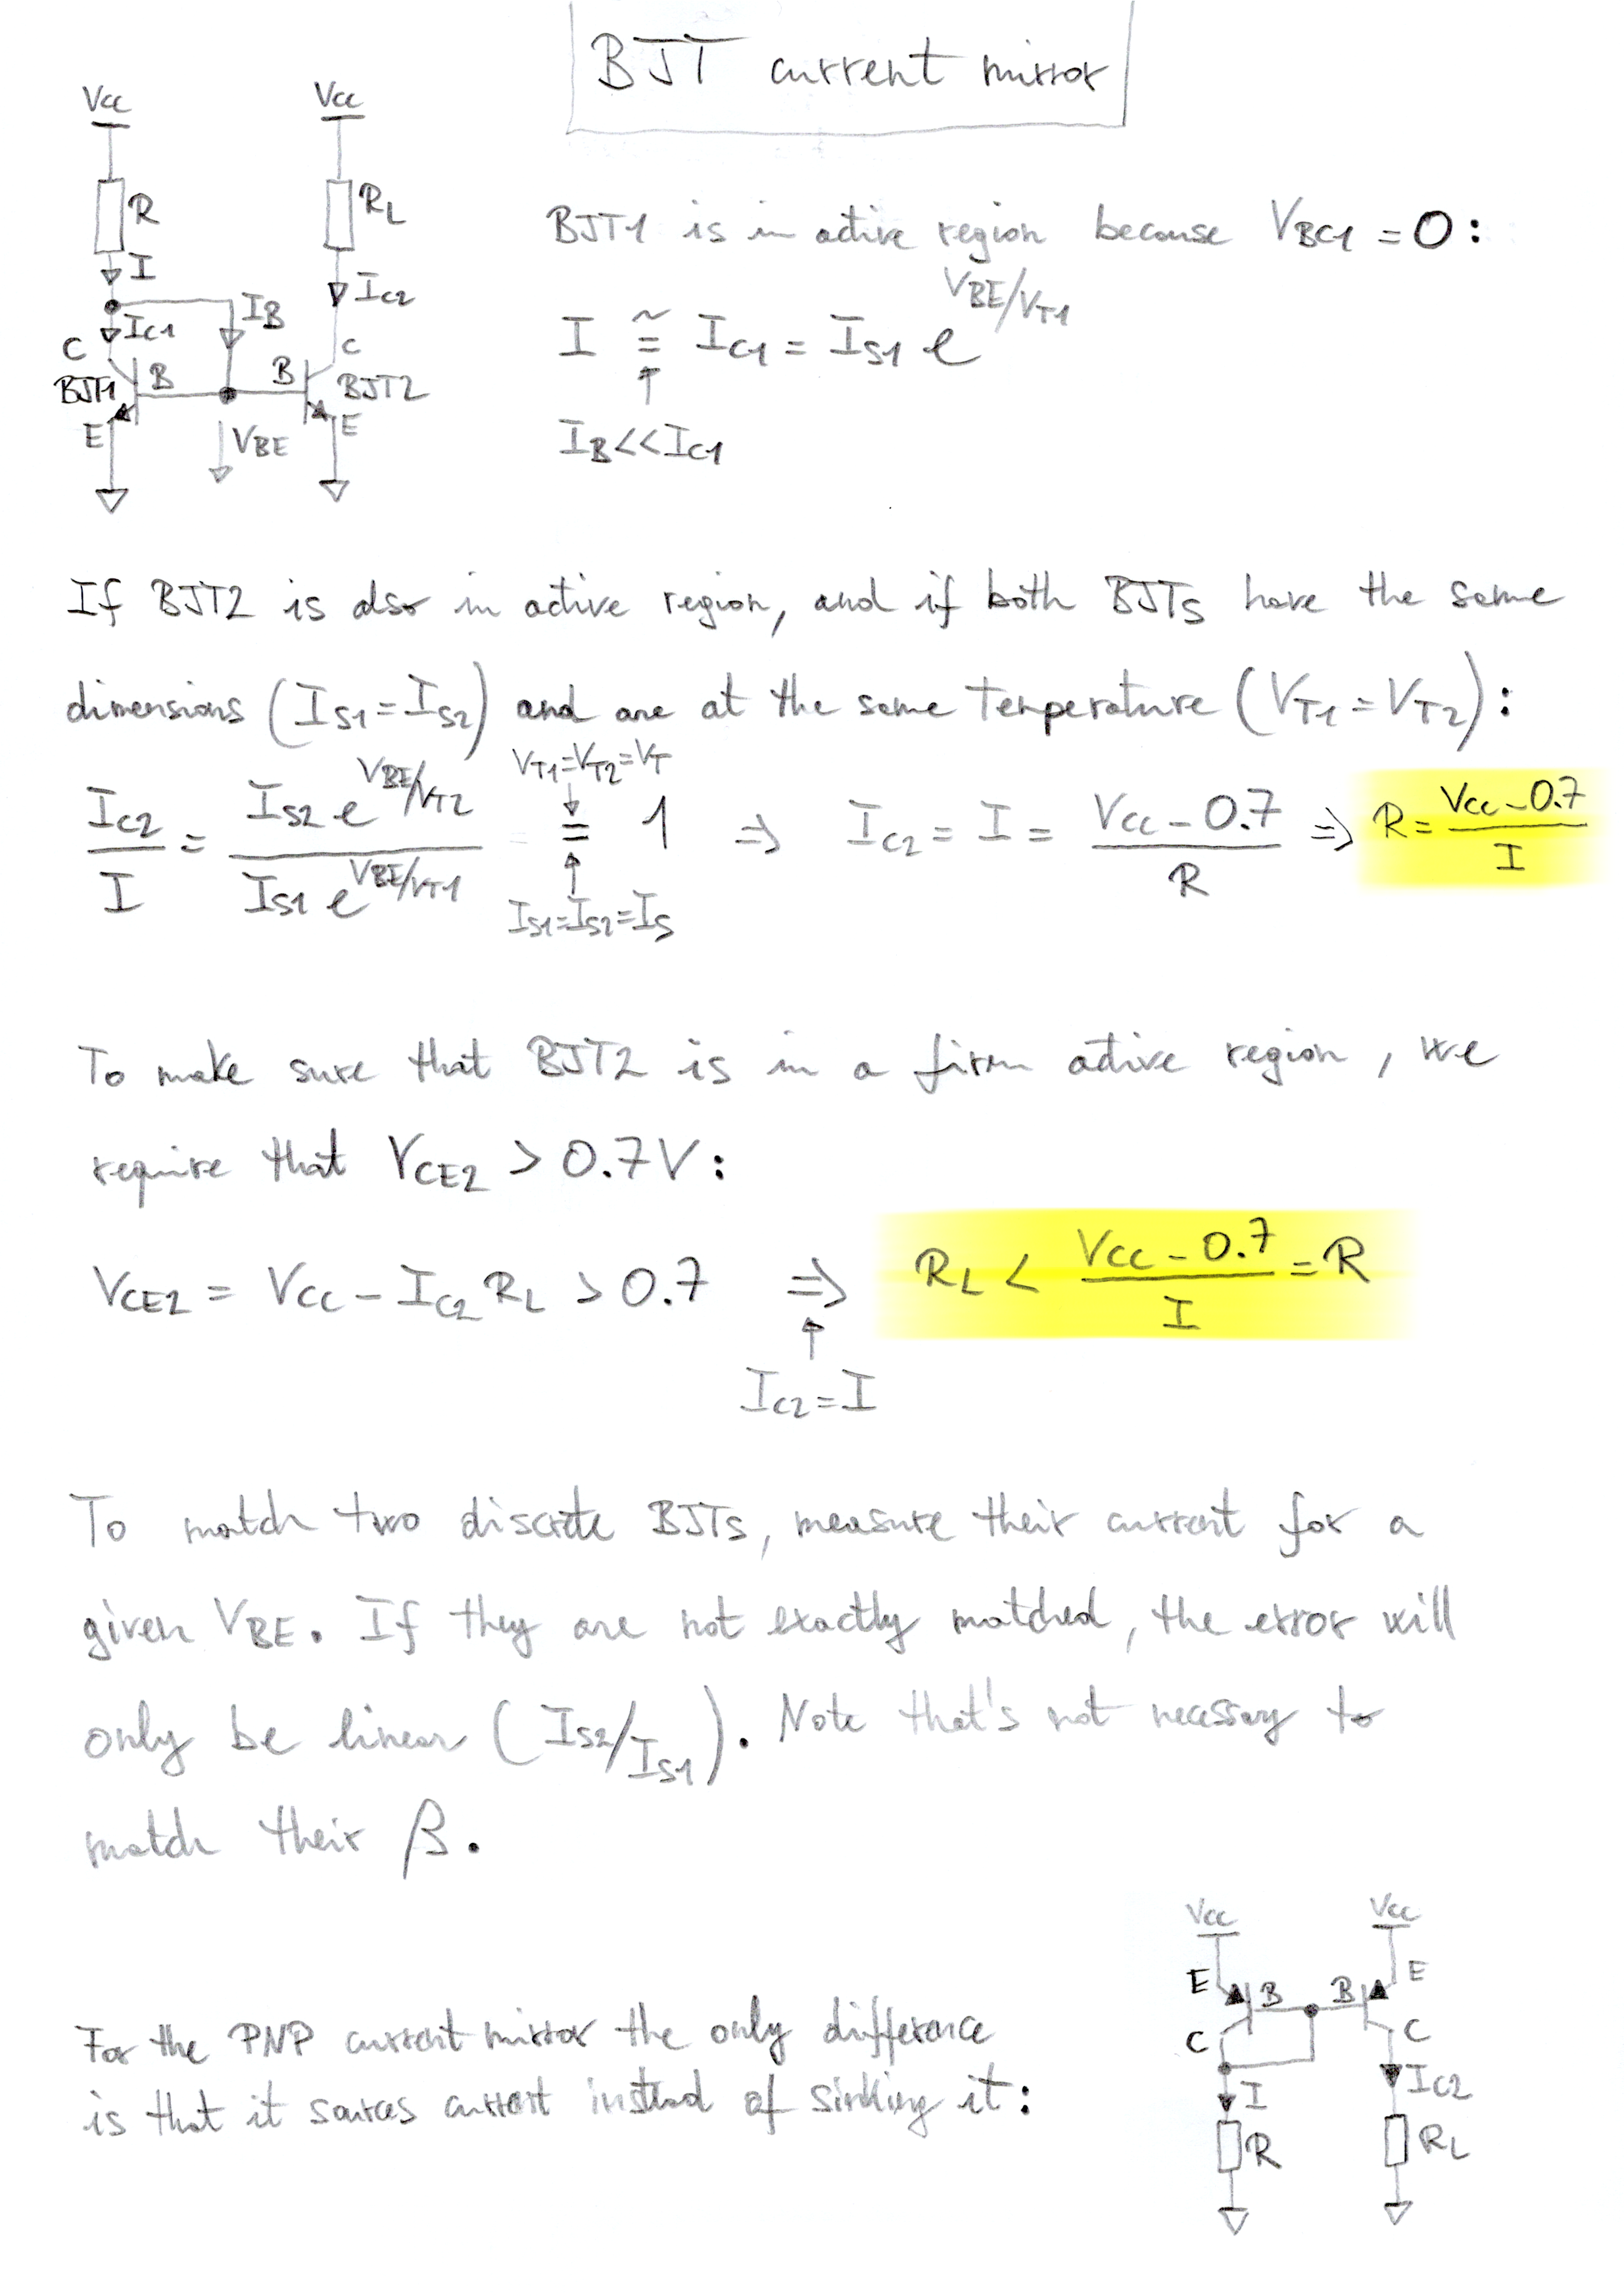 BJT current mirror
Vcc Vcc
R RL
I IC2
IC1 IB
C C
BJT1 B B BJT2
E VBE E
BJT1 is in active region because VBC1 = 0:
I ≅ IC1 = IS1 e^VBE/VT1
↑
IB << IC1
If BJT2 is also in active region, and if both BJTs have the same
dimensions (IS1 = IS2) and are at the same temperature (VT1 = VT2):
VT1=VT2=VT
IC2/I = IS2 e^VBE/VT2 / IS1 e^VBE/VT1 = 1 => IC2 = I = (Vcc - 0.7)/R => R = (Vcc - 0.7)/I
IS1=IS2=IS
To make sure that BJT2 is in a firm active region, we
require that VCE2 > 0.7V:
VCE2 = Vcc - IC2 RL > 0.7 => RL < (Vcc - 0.7)/I = R
↑
IC2 = I
To match two discrete BJTs, measure their current for a
given VBE. If they are not exactly matched, the error will
only be linear (IS2/IS1). Note that's not necessary to
match their β.
For the PNP current mirror the only difference
is that it sources current instead of sinking it:
Vcc Vcc
E B B E
C C
I IC2
R RL